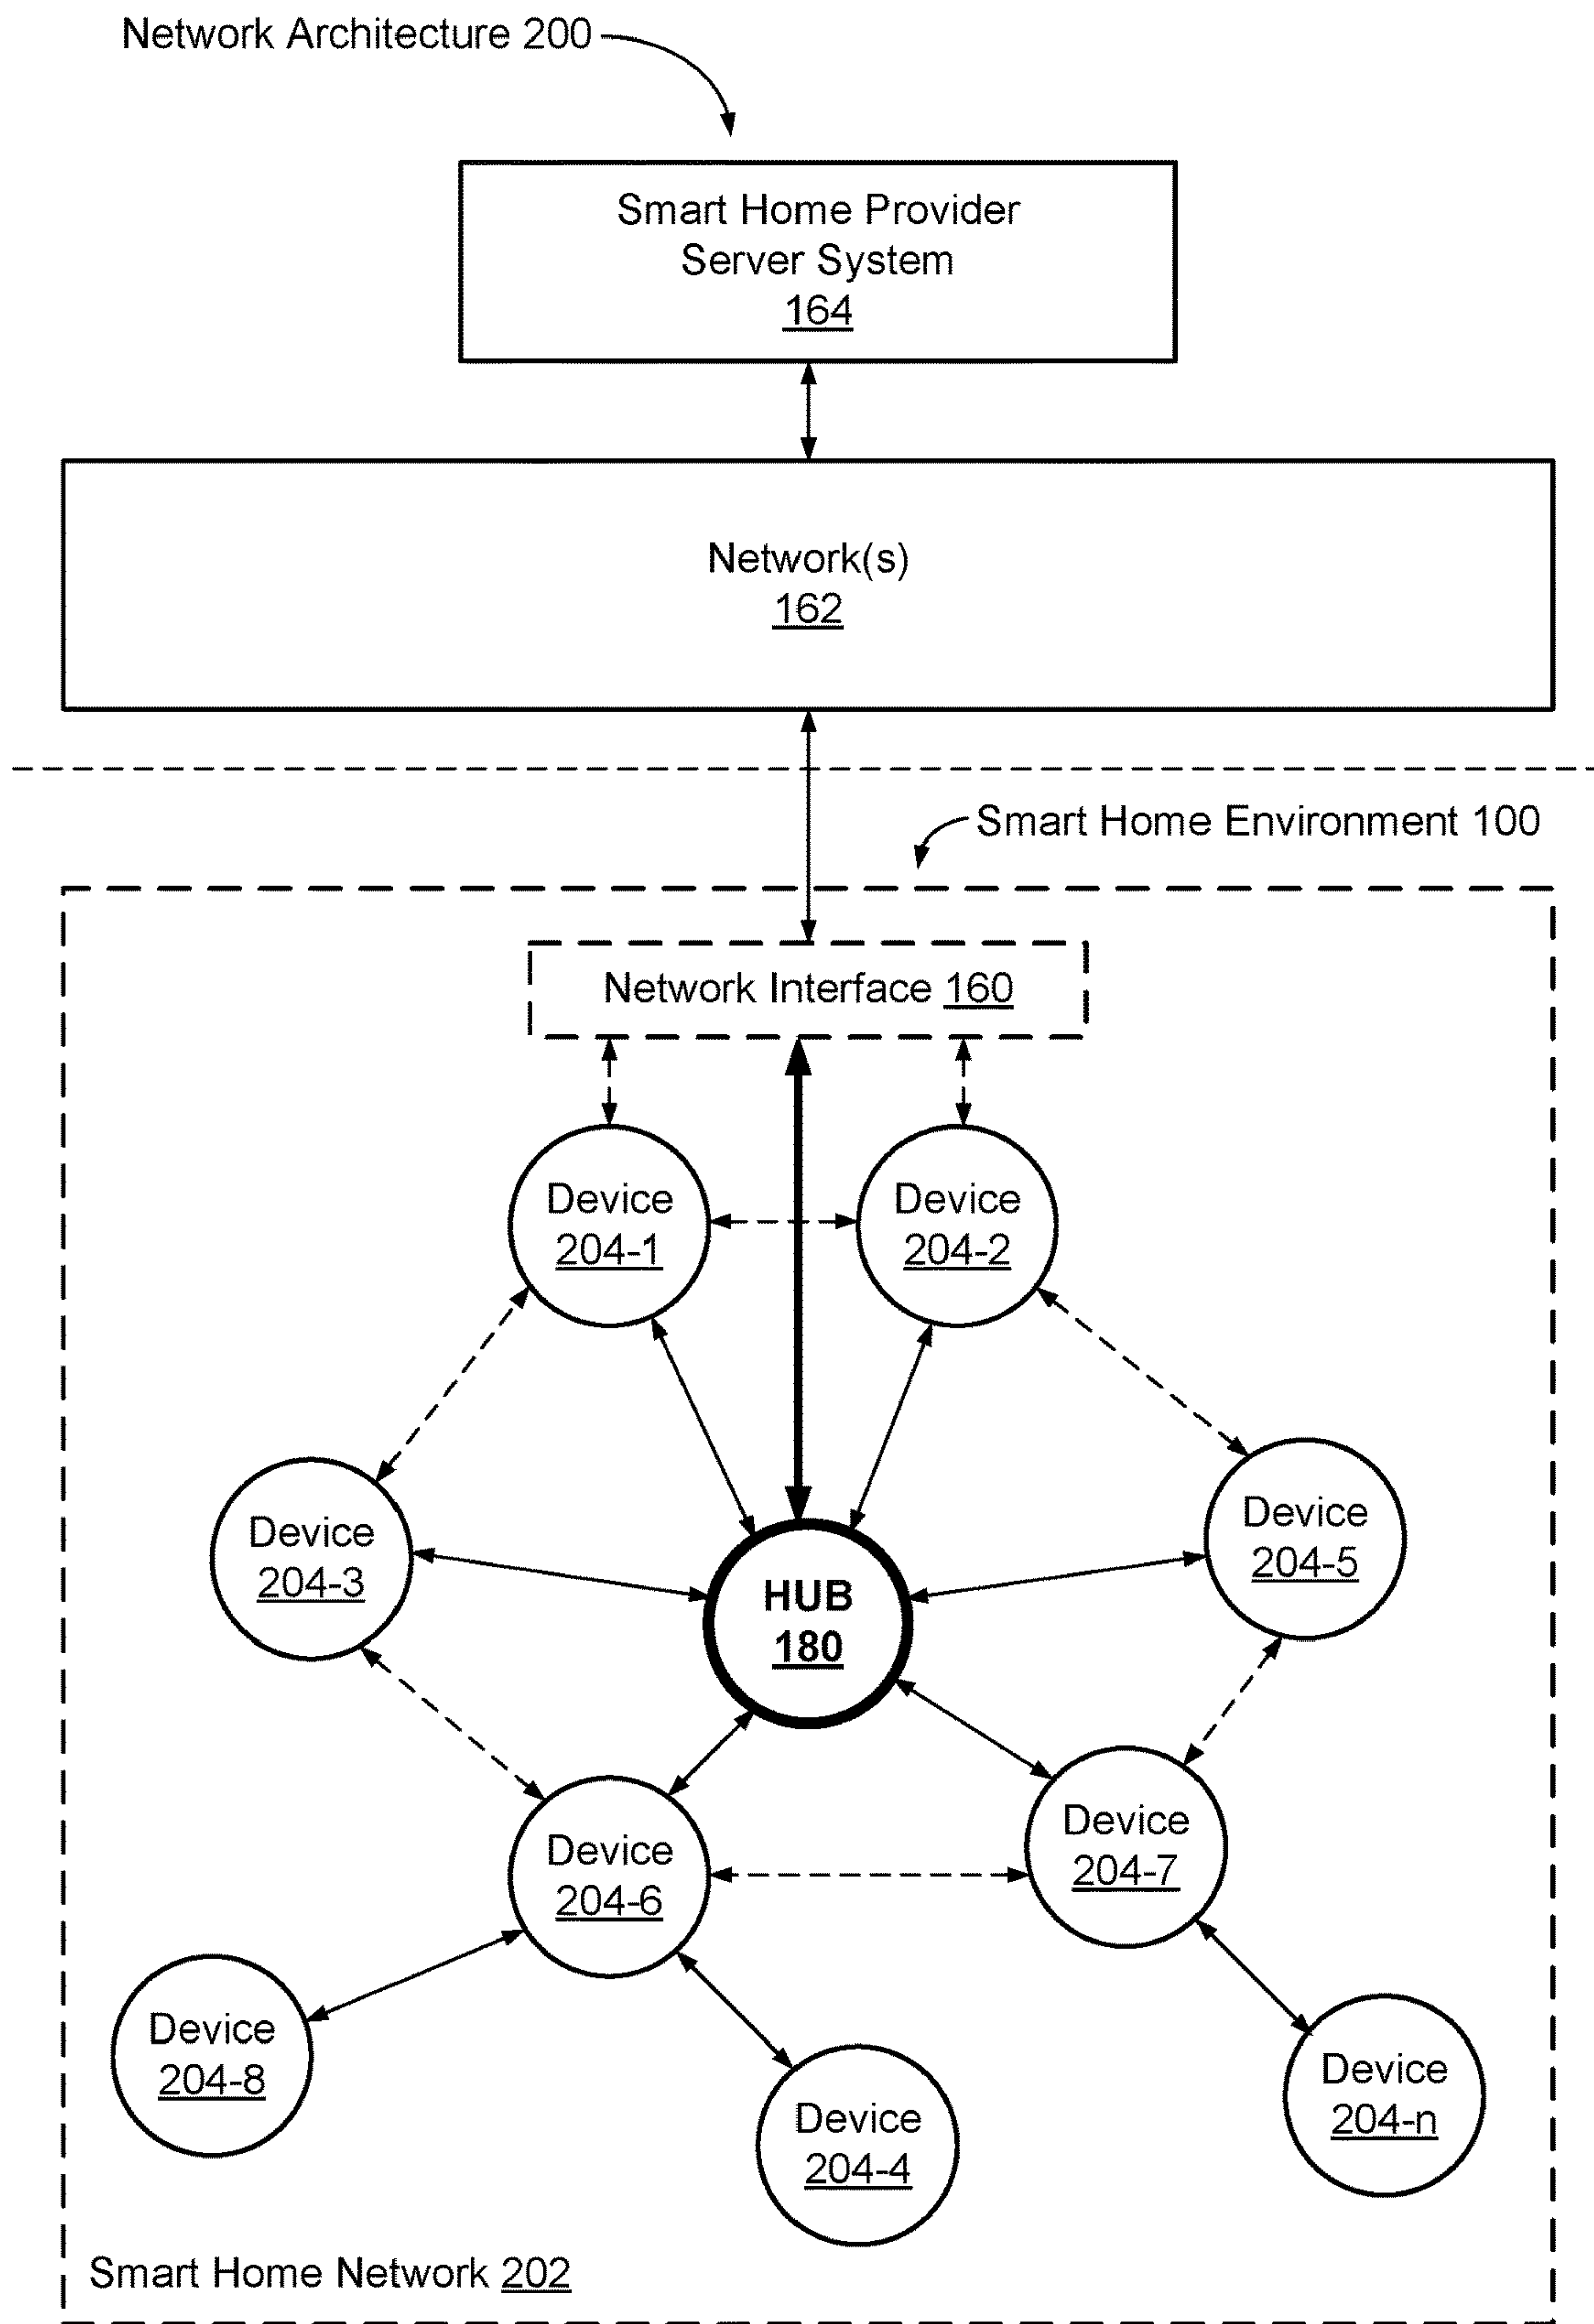 Network Architecture 200
Smart Home Provider
Server System
164
Network(s)
162
Smart Home Environment 100
Network Interface 160
Device
204-1
Device
204-2
Device
204-3
Device
204-5
HUB
180
Device
204-6
Device
204-7
Device
204-8
Device
204-4
Device
204-n
Smart Home Network 202